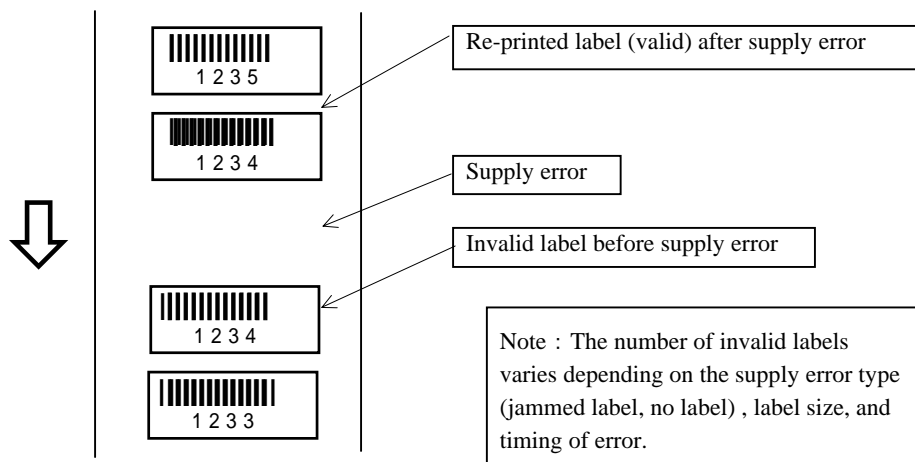 1 2 3 5
Re-printed label (valid) after supply error
1 2 3 4
Supply error
Invalid label before supply error
1 2 3 4
1 2 3 3
Note : The number of invalid labels
varies depending on the supply error type
(jammed label, no label) , label size, and
timing of error.